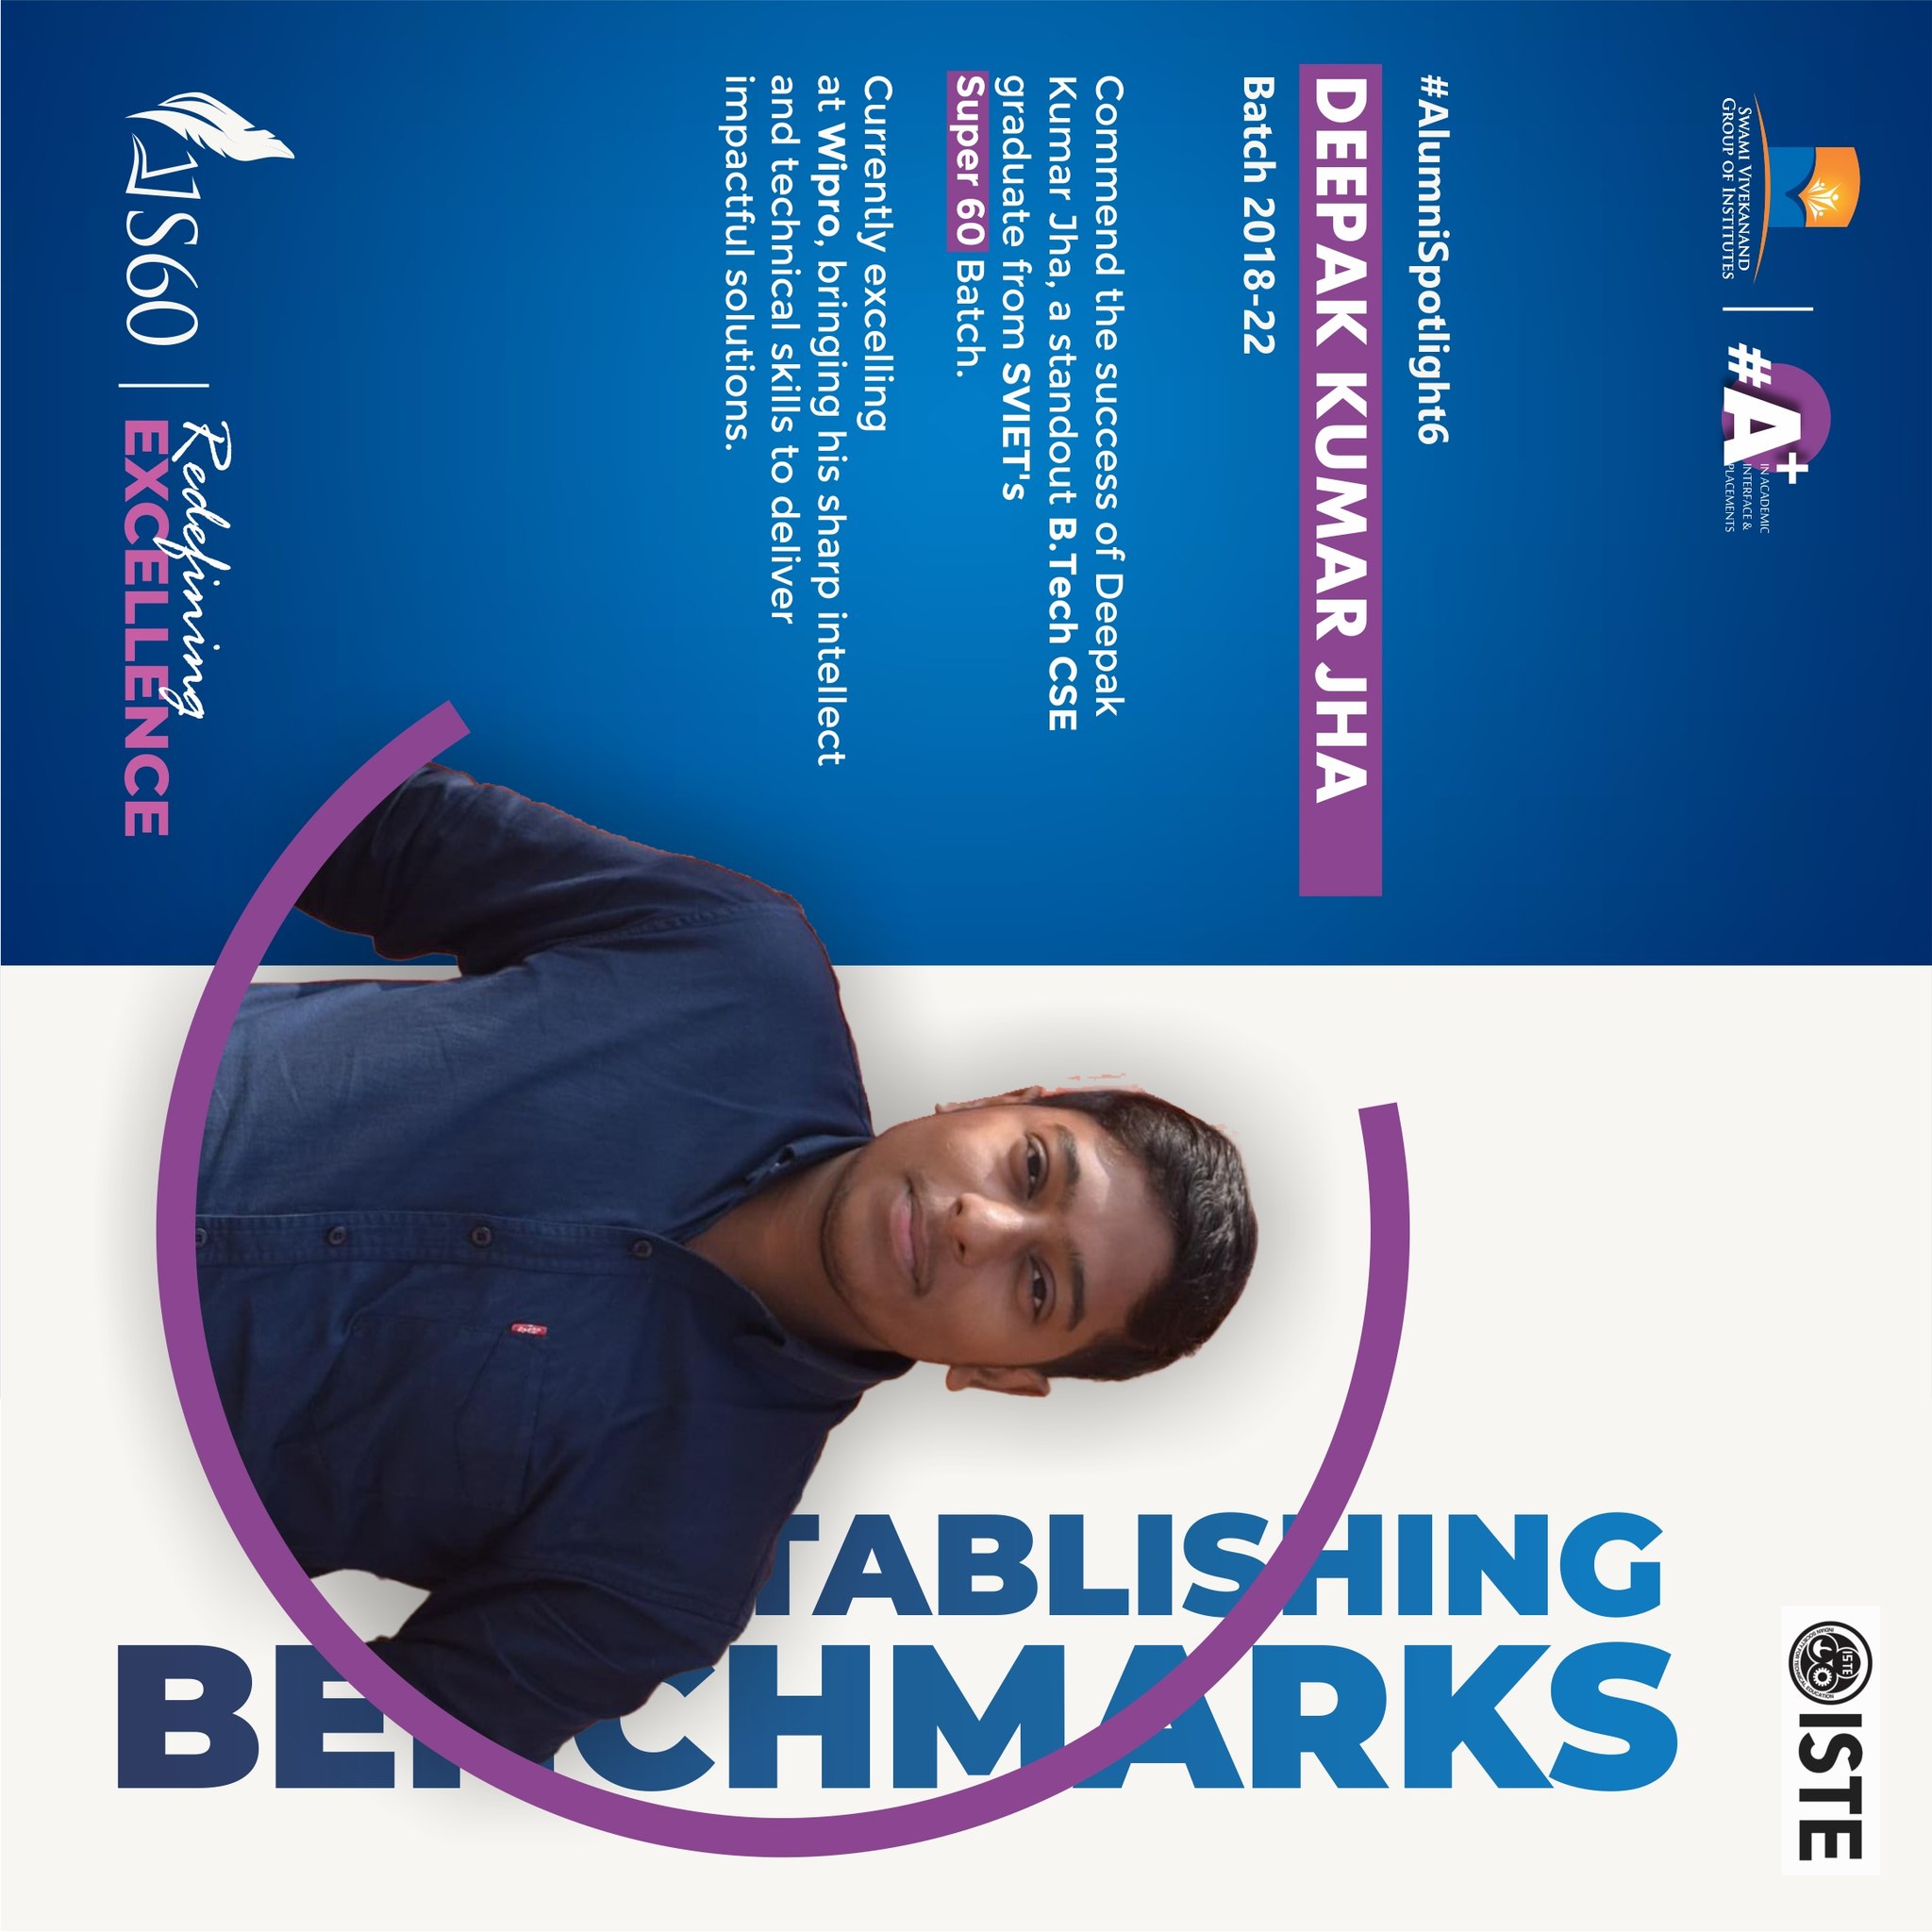 SWAMI VIVEKANAND
GROUP OF INSTITUTES
#A+
IN ACADEMIC
INTERFACE &
PLACEMENTS
ISTE
ISTE
#AlumniSpotlight6
DEEPAK KUMAR JHA
Batch 2018-22
Commend the success of Deepak
Kumar Jha, a standout B.Tech CSE
graduate from SVIET's
Super 60 Batch.
Currently excelling
at Wipro, bringing his sharp intellect
and technical skills to deliver
impactful solutions.
ESTABLISHING
BENCHMARKS
S60
Redefining
EXCELLENCE